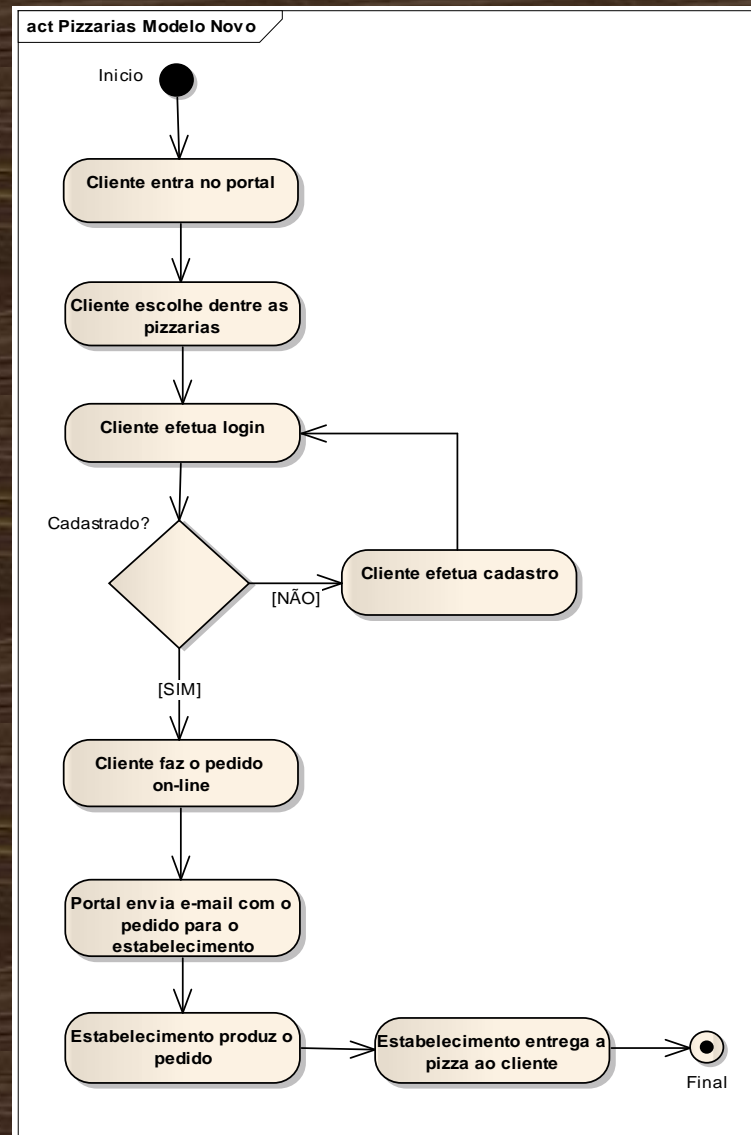 act Pizzarias Modelo Novo
Inicio
Cliente entra no portal
Cliente escolhe dentre as
pizzarias
Cliente efetua login
Cadastrado?
Cliente efetua cadastro
[NÃO]
[SIM]
Cliente faz o pedido
on-line
Portal envia e-mail com o
pedido para o
estabelecimento
Estabelecimento produz o
pedido
Estabelecimento entrega a
pizza ao cliente
Final